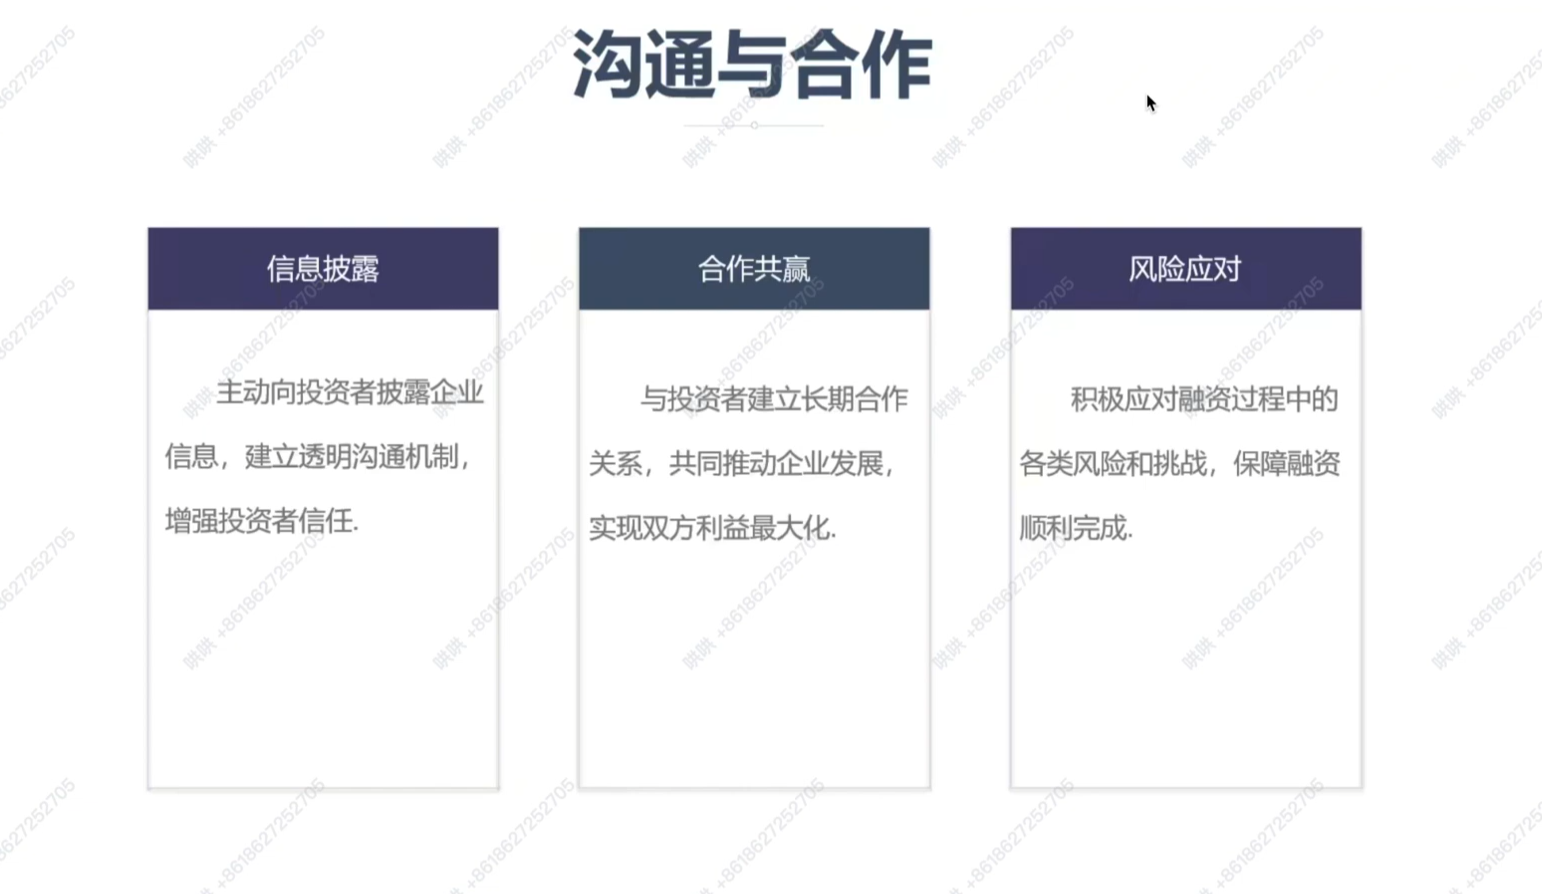 沟通与合作
信息披露
主动向投资者披露企业
信息，建立透明沟通机制，
增强投资者信任.
合作共赢
与投资者建立长期合作
关系，共同推动企业发展，
实现双方利益最大化.
风险应对
积极应对融资过程中的
各类风险和挑战，保障融资
顺利完成.
哄哄 +8618627252705